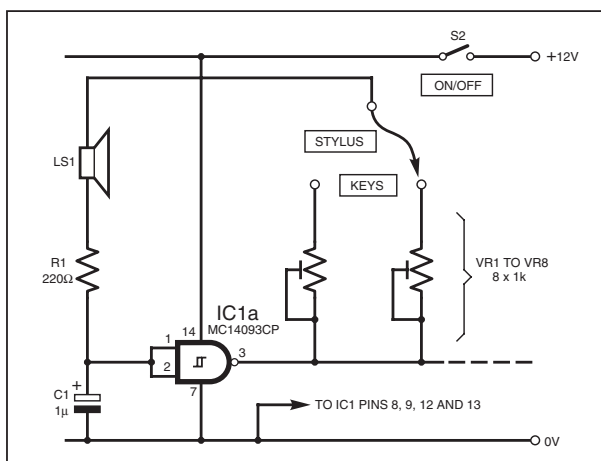 S2
+12V
ON/OFF
STYLUS
LS1
KEYS
R1
220Ω
VR1 TO VR8
8 x 1k
IC1a
MC14093CP
14
1
2
3
7
+
C1
1μ
TO IC1 PINS 8, 9, 12 AND 13
0V